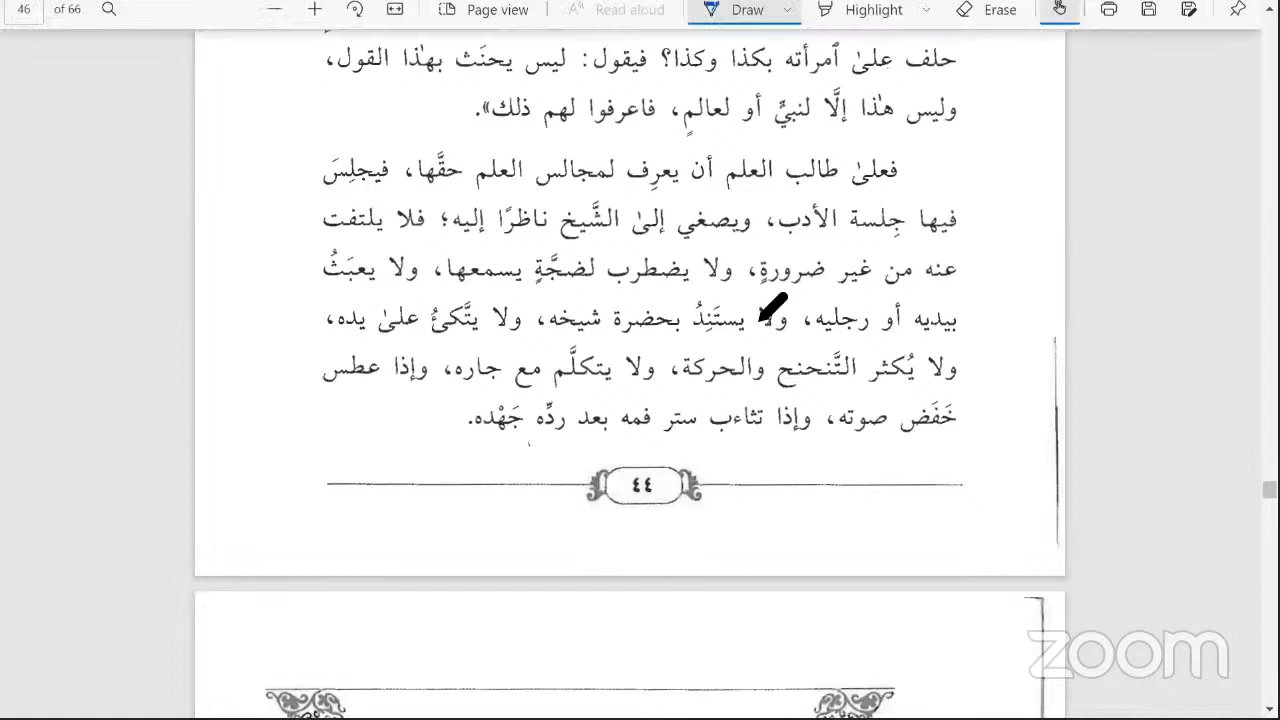 46 of 66 Page view Read aloud Draw Highlight Erase
حلف علىٰ ٱمرأته بكذا وكذا؟ فيقول: ليس يحنَث بهٰذا القول،
وليس هٰذا إلَّا لنبيٍّ أو لعالمٍ، فاعرفوا لهم ذلك».
فعلىٰ طالب العلم أن يعرِف لمجالس العلم حقَّها، فيجلِسَ
فيها جِلسة الأدب، ويصغي إلىٰ الشَّيخ ناظرًا إليه؛ فلا يلتفت
عنه من غير ضرورةٍ، ولا يضطرب لضجَّةٍ يسمعها، ولا يعبَثُ
بيديه أو رجليه، ولا يستَنِدُ بحضرة شيخه، ولا يتَّكئُ علىٰ يده،
ولا يُكثر التَّنحنح والحركة، ولا يتكلَّم مع جاره، وإذا عطس
خَفَض صوته، وإذا تثاءب ستر فمه بعد ردِّه جَهْده.
٤٤
zoom